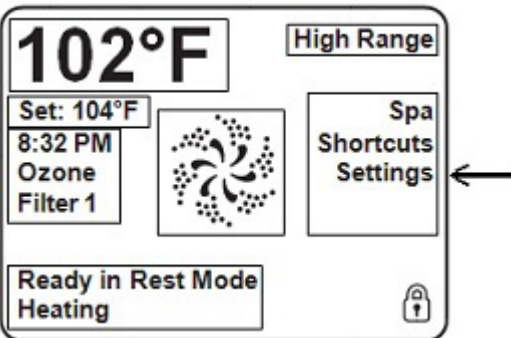 102°F
High Range
Set: 104°F
8:32 PM
Ozone
Filter 1
Spa
Shortcuts
Settings
Ready in Rest Mode
Heating